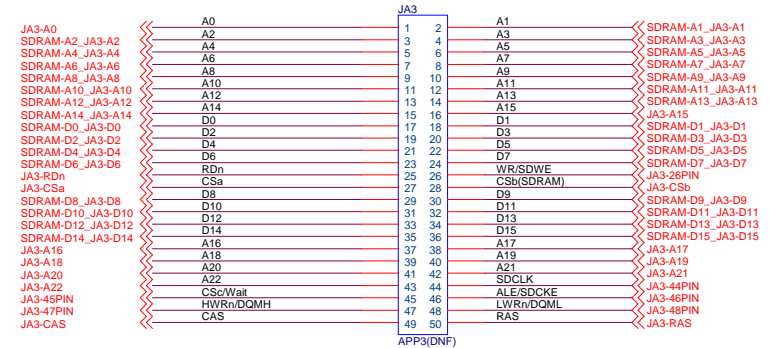 JA3
JA3-A0 A0 1 2 A1 SDRAM-A1_JA3-A1
SDRAM-A2_JA3-A2 A2 3 4 A3 SDRAM-A3_JA3-A3
SDRAM-A4_JA3-A4 A4 5 6 A5 SDRAM-A5_JA3-A5
SDRAM-A6_JA3-A6 A6 7 8 A7 SDRAM-A7_JA3-A7
SDRAM-A8_JA3-A8 A8 9 10 A9 SDRAM-A9_JA3-A9
SDRAM-A10_JA3-A10 A10 11 12 A11 SDRAM-A11_JA3-A11
SDRAM-A12_JA3-A12 A12 13 14 A13 SDRAM-A13_JA3-A13
SDRAM-A14_JA3-A14 A14 15 16 A15 JA3-A15
SDRAM-D0_JA3-D0 D0 17 18 D1 SDRAM-D1_JA3-D1
SDRAM-D2_JA3-D2 D2 19 20 D3 SDRAM-D3_JA3-D3
SDRAM-D4_JA3-D4 D4 21 22 D5 SDRAM-D5_JA3-D5
SDRAM-D6_JA3-D6 D6 23 24 D7 SDRAM-D7_JA3-D7
JA3-RDn RDn 25 26 WR/SDWE JA3-26PIN
JA3-CSa CSa 27 28 CSb(SDRAM) JA3-CSb
SDRAM-D8_JA3-D8 D8 29 30 D9 SDRAM-D9_JA3-D9
SDRAM-D10_JA3-D10 D10 31 32 D11 SDRAM-D11_JA3-D11
SDRAM-D12_JA3-D12 D12 33 34 D13 SDRAM-D13_JA3-D13
SDRAM-D14_JA3-D14 D14 35 36 D15 SDRAM-D15_JA3-D15
JA3-A16 A16 37 38 A17 JA3-A17
JA3-A18 A18 39 40 A19 JA3-A19
JA3-A20 A20 41 42 A21 JA3-A21
JA3-A22 A22 43 44 SDCLK JA3-44PIN
JA3-45PIN CSc/Wait 45 46 ALE/SDCKE JA3-46PIN
JA3-47PIN HWRn/DQMH 47 48 LWRn/DQML JA3-48PIN
JA3-CAS CAS 49 50 RAS JA3-RAS
APP3(DNF)